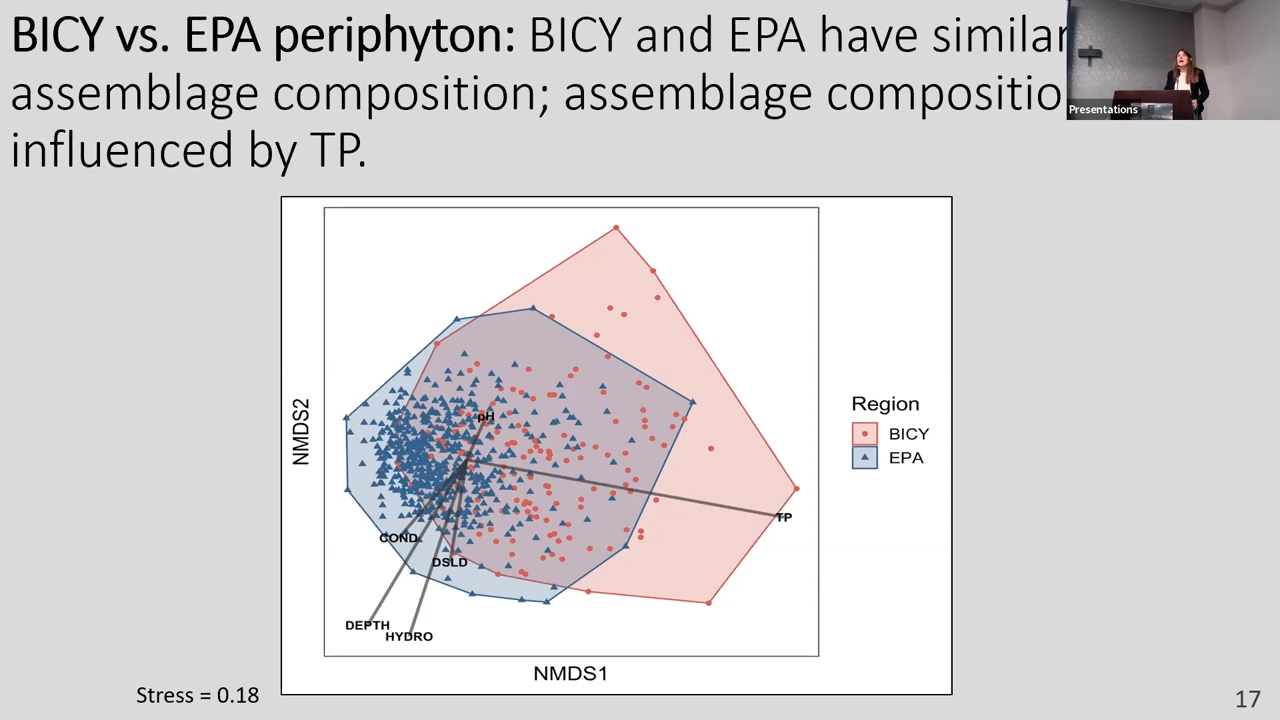 BICY vs. EPA periphyton: BICY and EPA have similar
assemblage composition; assemblage compositio
influenced by TP.
Presentations
NMDS2
pH
TP
COND
DSLD
DEPTH
HYDRO
NMDS1
Region
BICY
EPA
Stress = 0.18
17